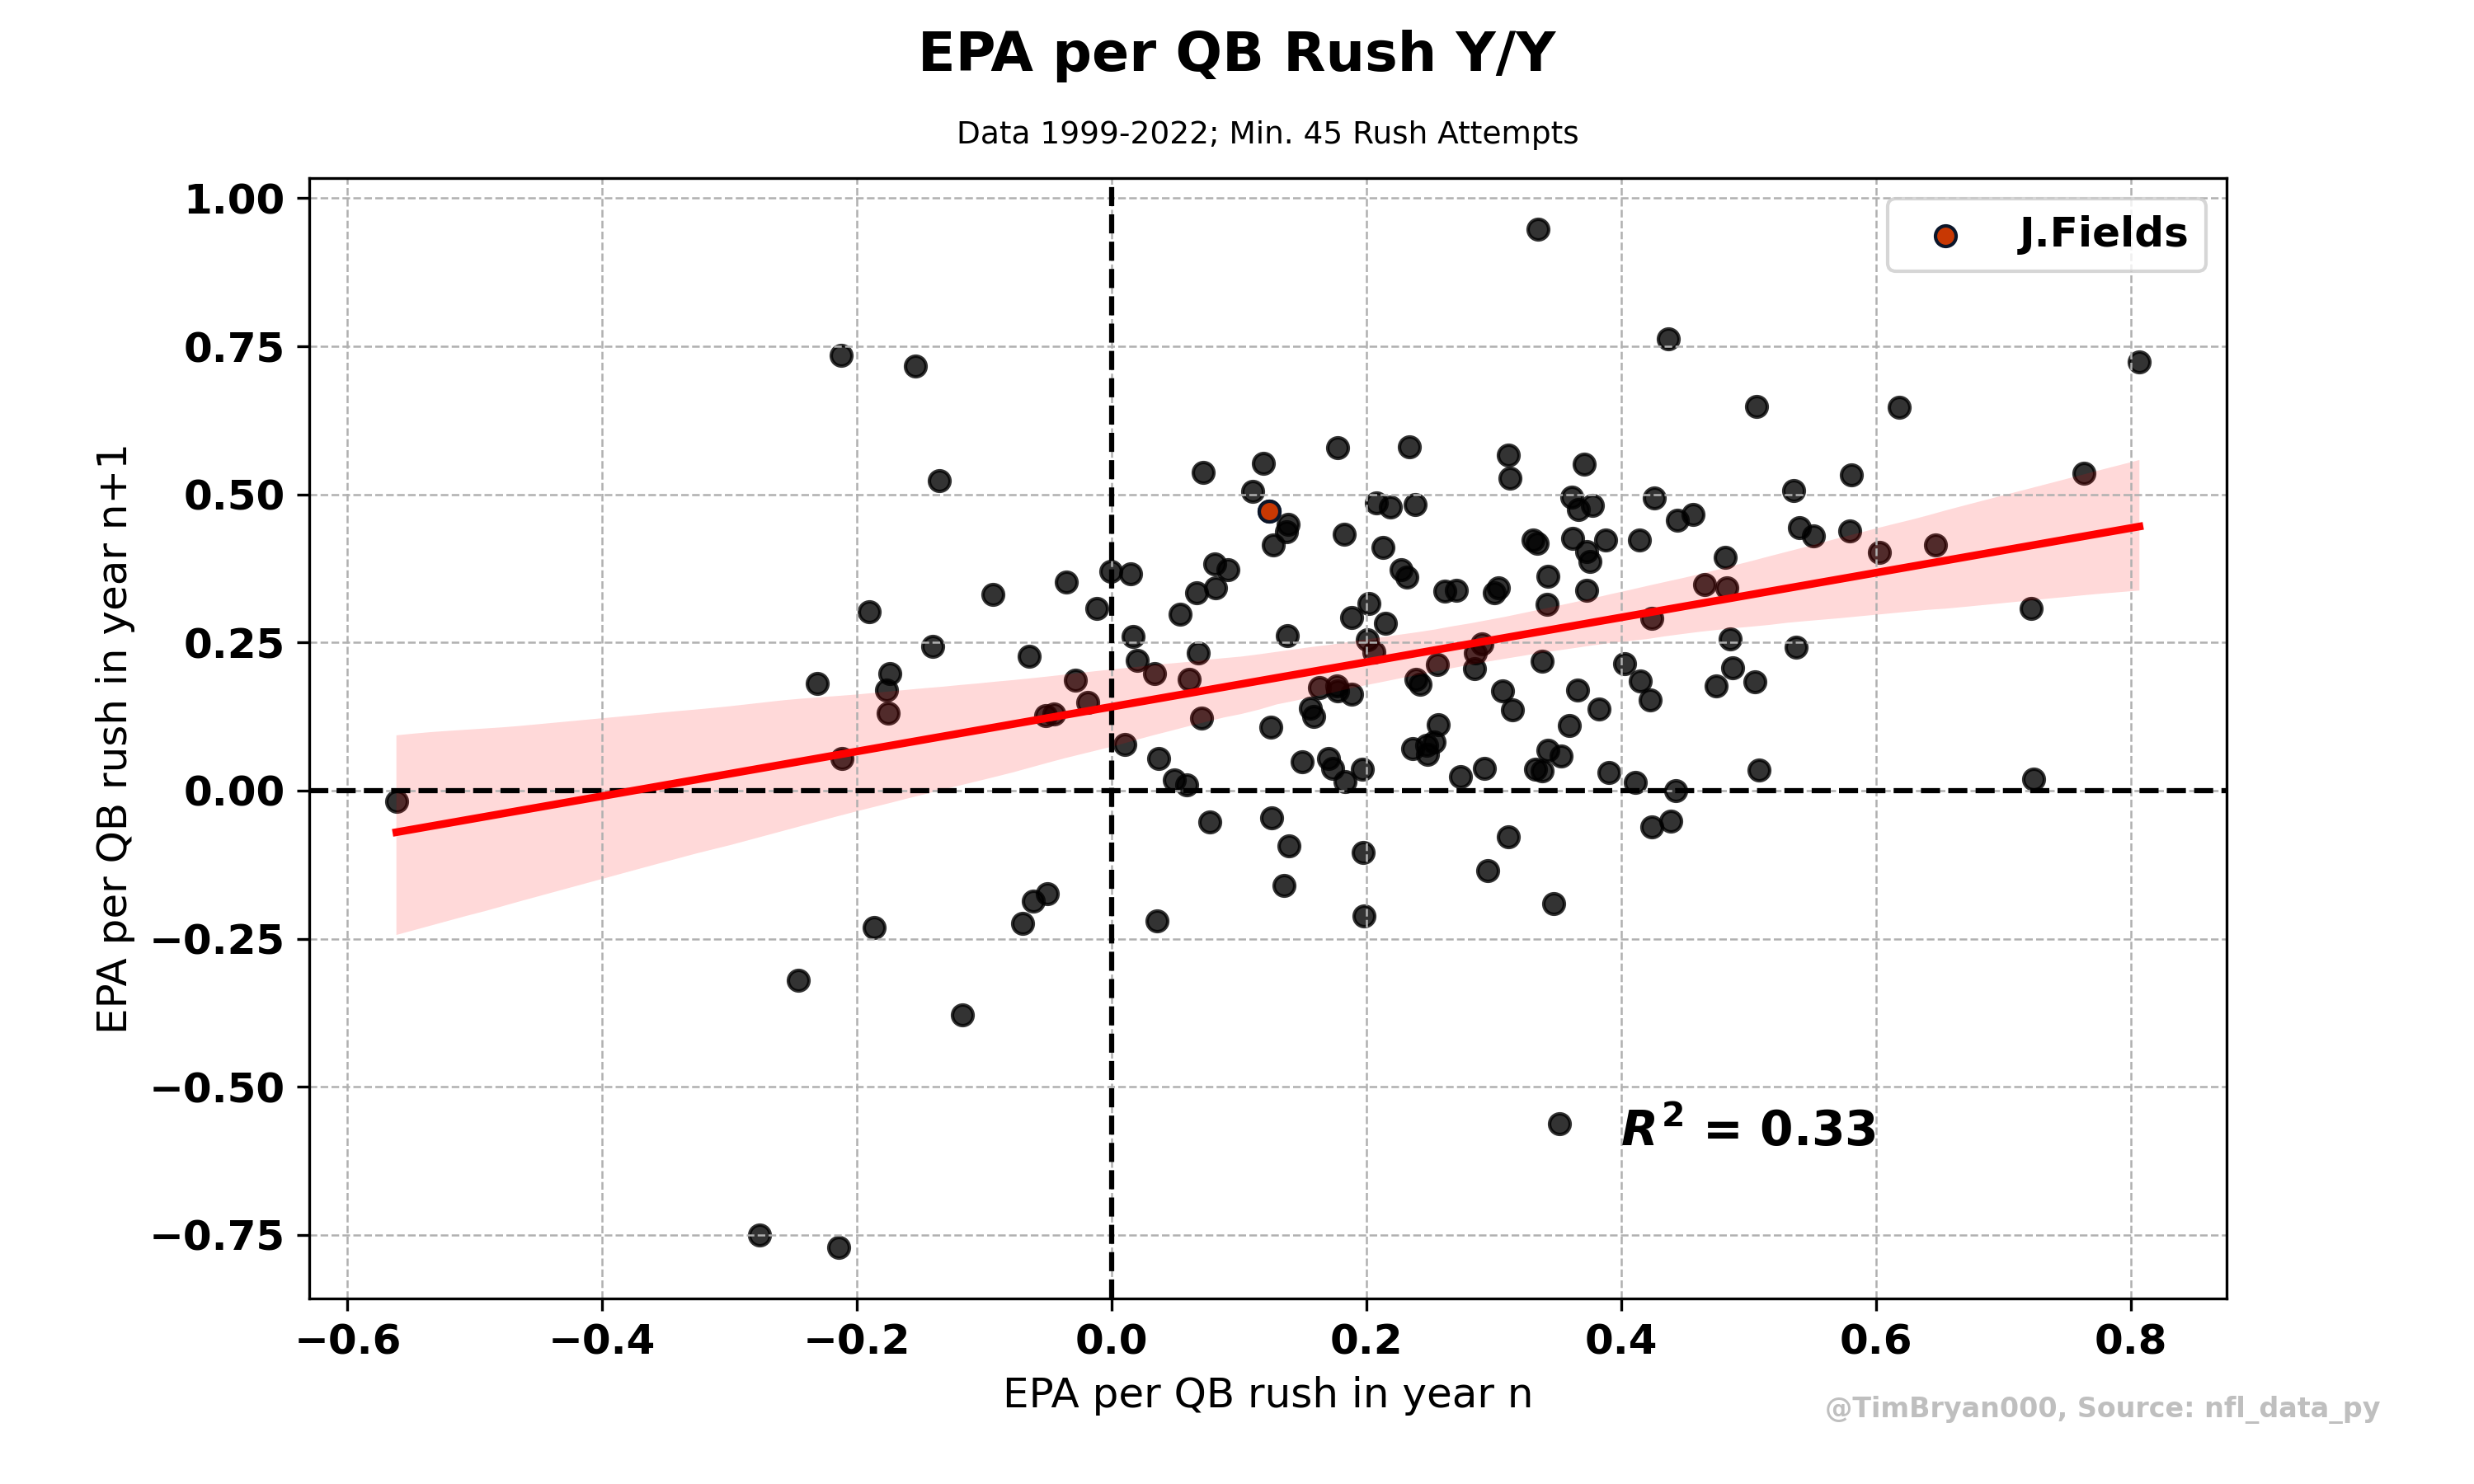 EPA per QB Rush Y/Y
Data 1999-2022; Min. 45 Rush Attempts
J.Fields
EPA per QB rush in year n+1
1.00
0.75
0.50
0.25
0.00
−0.25
−0.50
−0.75
R² = 0.33
−0.6
−0.4
−0.2
0.0
0.2
0.4
0.6
0.8
EPA per QB rush in year n
@TimBryan000, Source: nfl_data_py